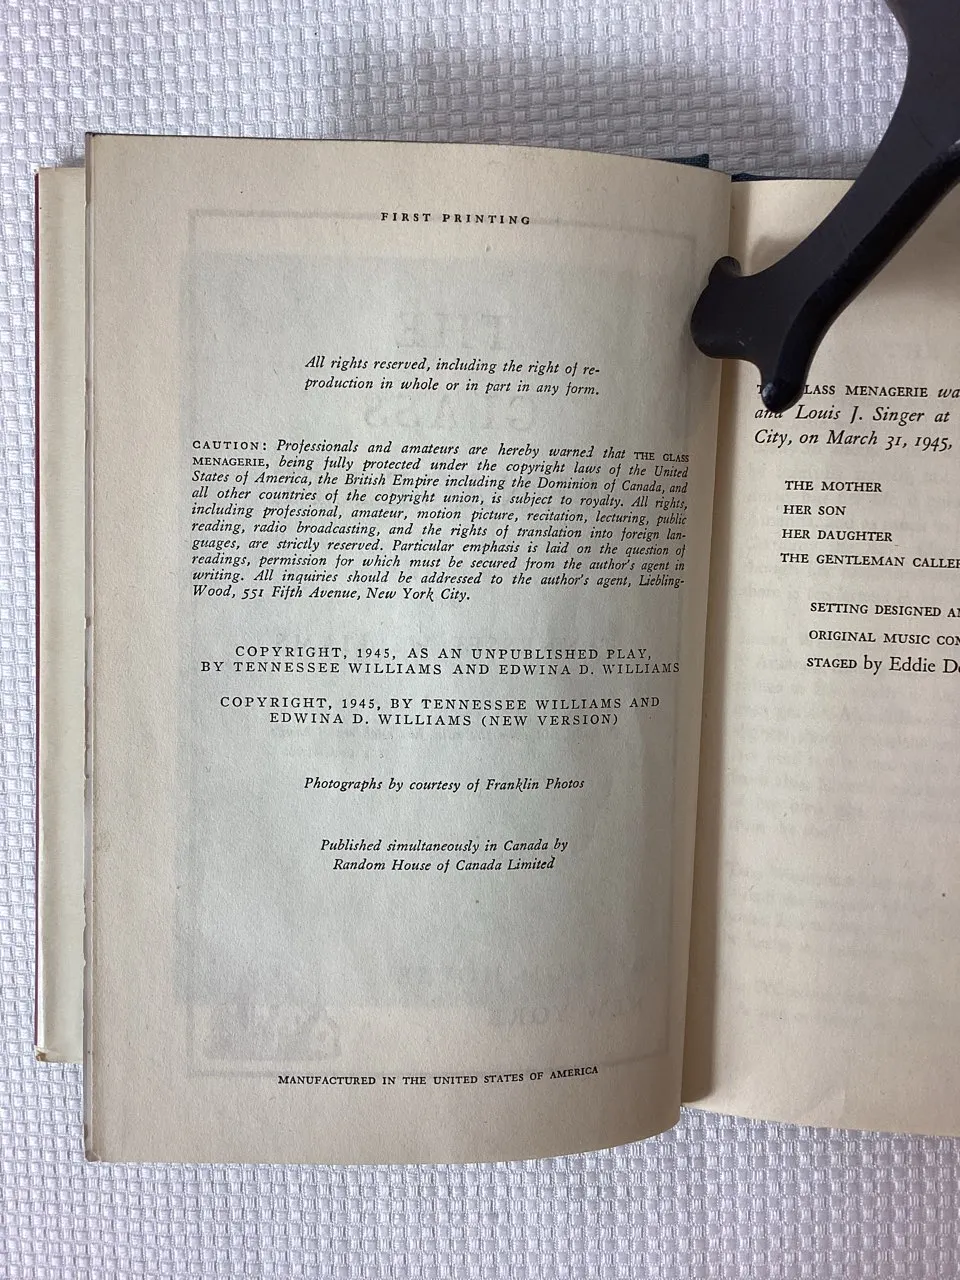 FIRST PRINTING
All rights reserved, including the right of re-
production in whole or in part in any form.
CAUTION: Professionals and amateurs are hereby warned that THE GLASS
MENAGERIE, being fully protected under the copyright laws of the United
States of America, the British Empire including the Dominion of Canada, and
all other countries of the copyright union, is subject to royalty. All rights,
including professional, amateur, motion picture, recitation, lecturing, public
reading, radio broadcasting, and the rights of translation into foreign lan-
guages, are strictly reserved. Particular emphasis is laid on the question of
readings, permission for which must be secured from the author's agent in
writing. All inquiries should be addressed to the author's agent, Liebling-
Wood, 551 Fifth Avenue, New York City.
COPYRIGHT, 1945, AS AN UNPUBLISHED PLAY,
BY TENNESSEE WILLIAMS AND EDWINA D. WILLIAMS
COPYRIGHT, 1945, BY TENNESSEE WILLIAMS AND
EDWINA D. WILLIAMS (NEW VERSION)
Photographs by courtesy of Franklin Photos
Published simultaneously in Canada by
Random House of Canada Limited
MANUFACTURED IN THE UNITED STATES OF AMERICA
GLASS MENAGERIE
and Louis J. Singer at
City, on March 31, 1945,
THE MOTHER
HER SON
HER DAUGHTER
THE GENTLEMAN CALLER
SETTING DESIGNED
ORIGINAL MUSIC
STAGED by Eddie